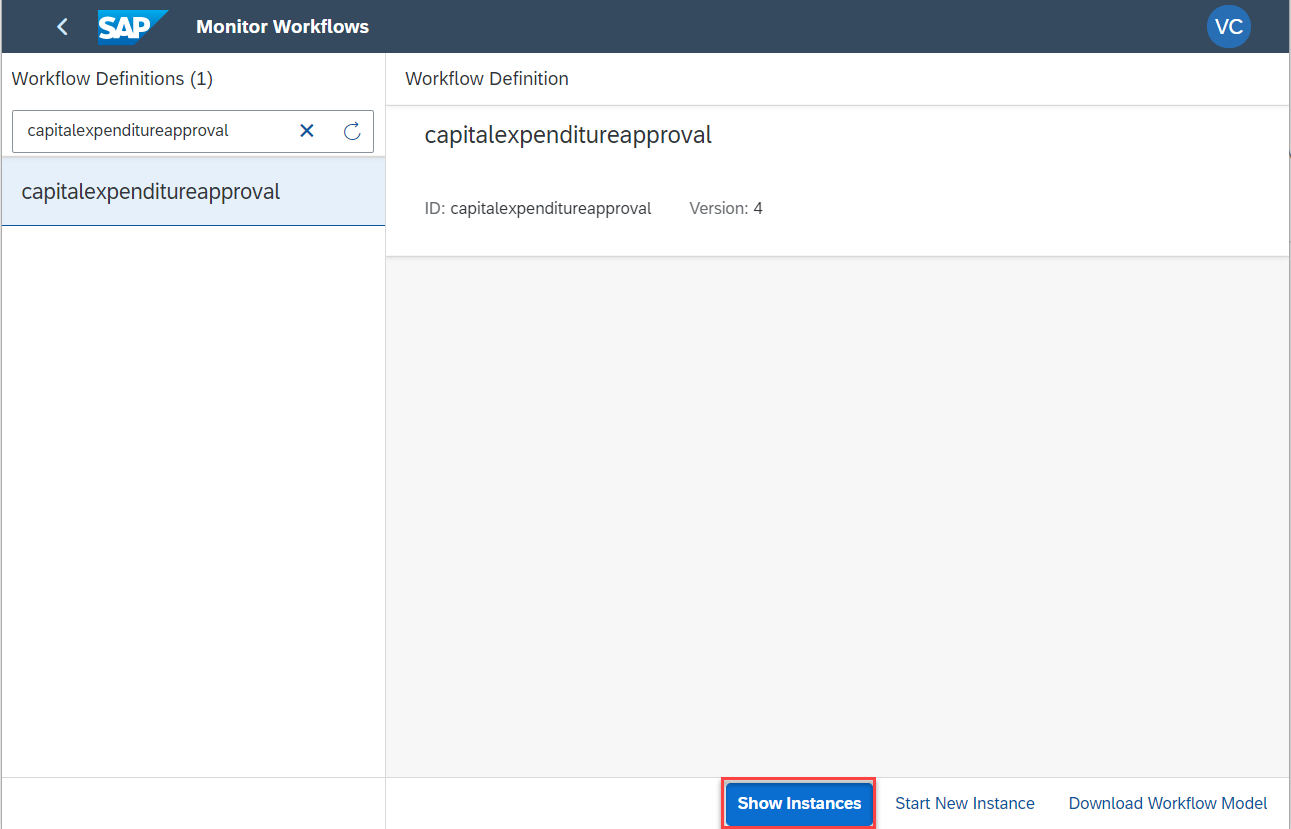 SAP Monitor Workflows VC
Workflow Definitions (1)
capitalexpenditureapproval
capitalexpenditureapproval
Workflow Definition
capitalexpenditureapproval
ID: capitalexpenditureapproval Version: 4
Show Instances Start New Instance Download Workflow Model